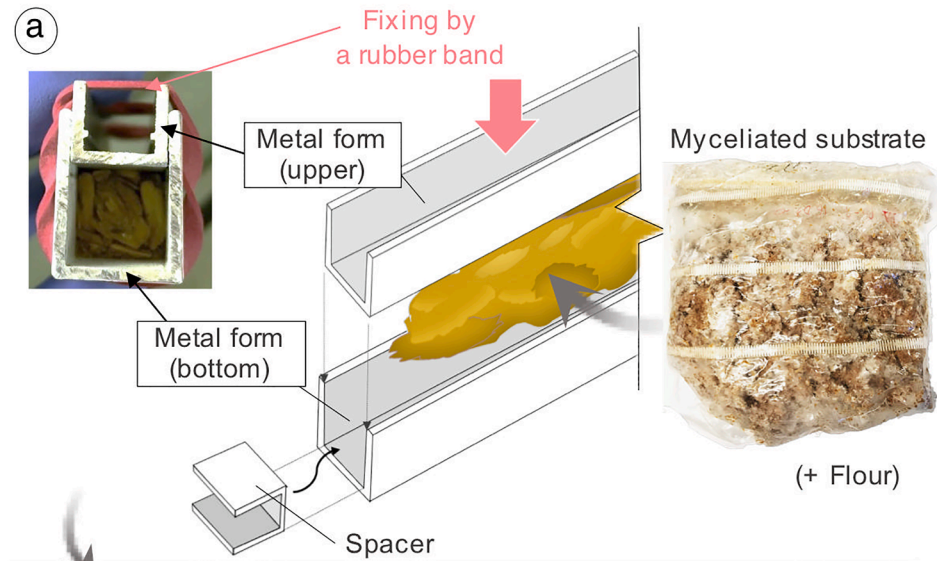 a
Fixing by
a rubber band
Metal form
(upper)
Myceliated substrate
Metal form
(bottom)
(+ Flour)
Spacer